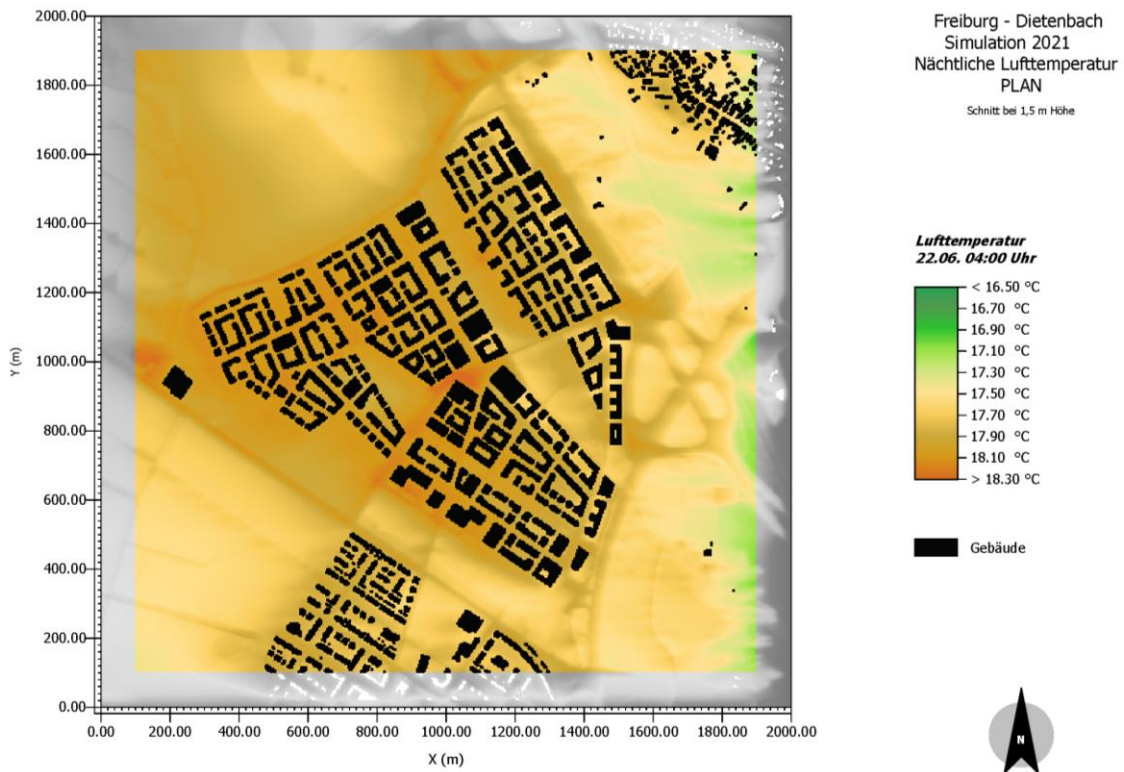 Freiburg - Dietenbach
Simulation 2021
Nächtliche Lufttemperatur
PLAN
Schnitt bei 1,5 m Höhe
Lufttemperatur
22.06. 04:00 Uhr
< 16.50 °C
16.70 °C
16.90 °C
17.10 °C
17.30 °C
17.50 °C
17.70 °C
17.90 °C
18.10 °C
> 18.30 °C
Gebäude
N
Y (m)
2000.00
1800.00
1600.00
1400.00
1200.00
1000.00
800.00
600.00
400.00
200.00
0.00
0.00 200.00 400.00 600.00 800.00 1000.00 1200.00 1400.00 1600.00 1800.00 2000.00
X (m)